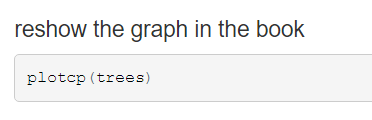 reshow the graph in the book
plotcp(trees)